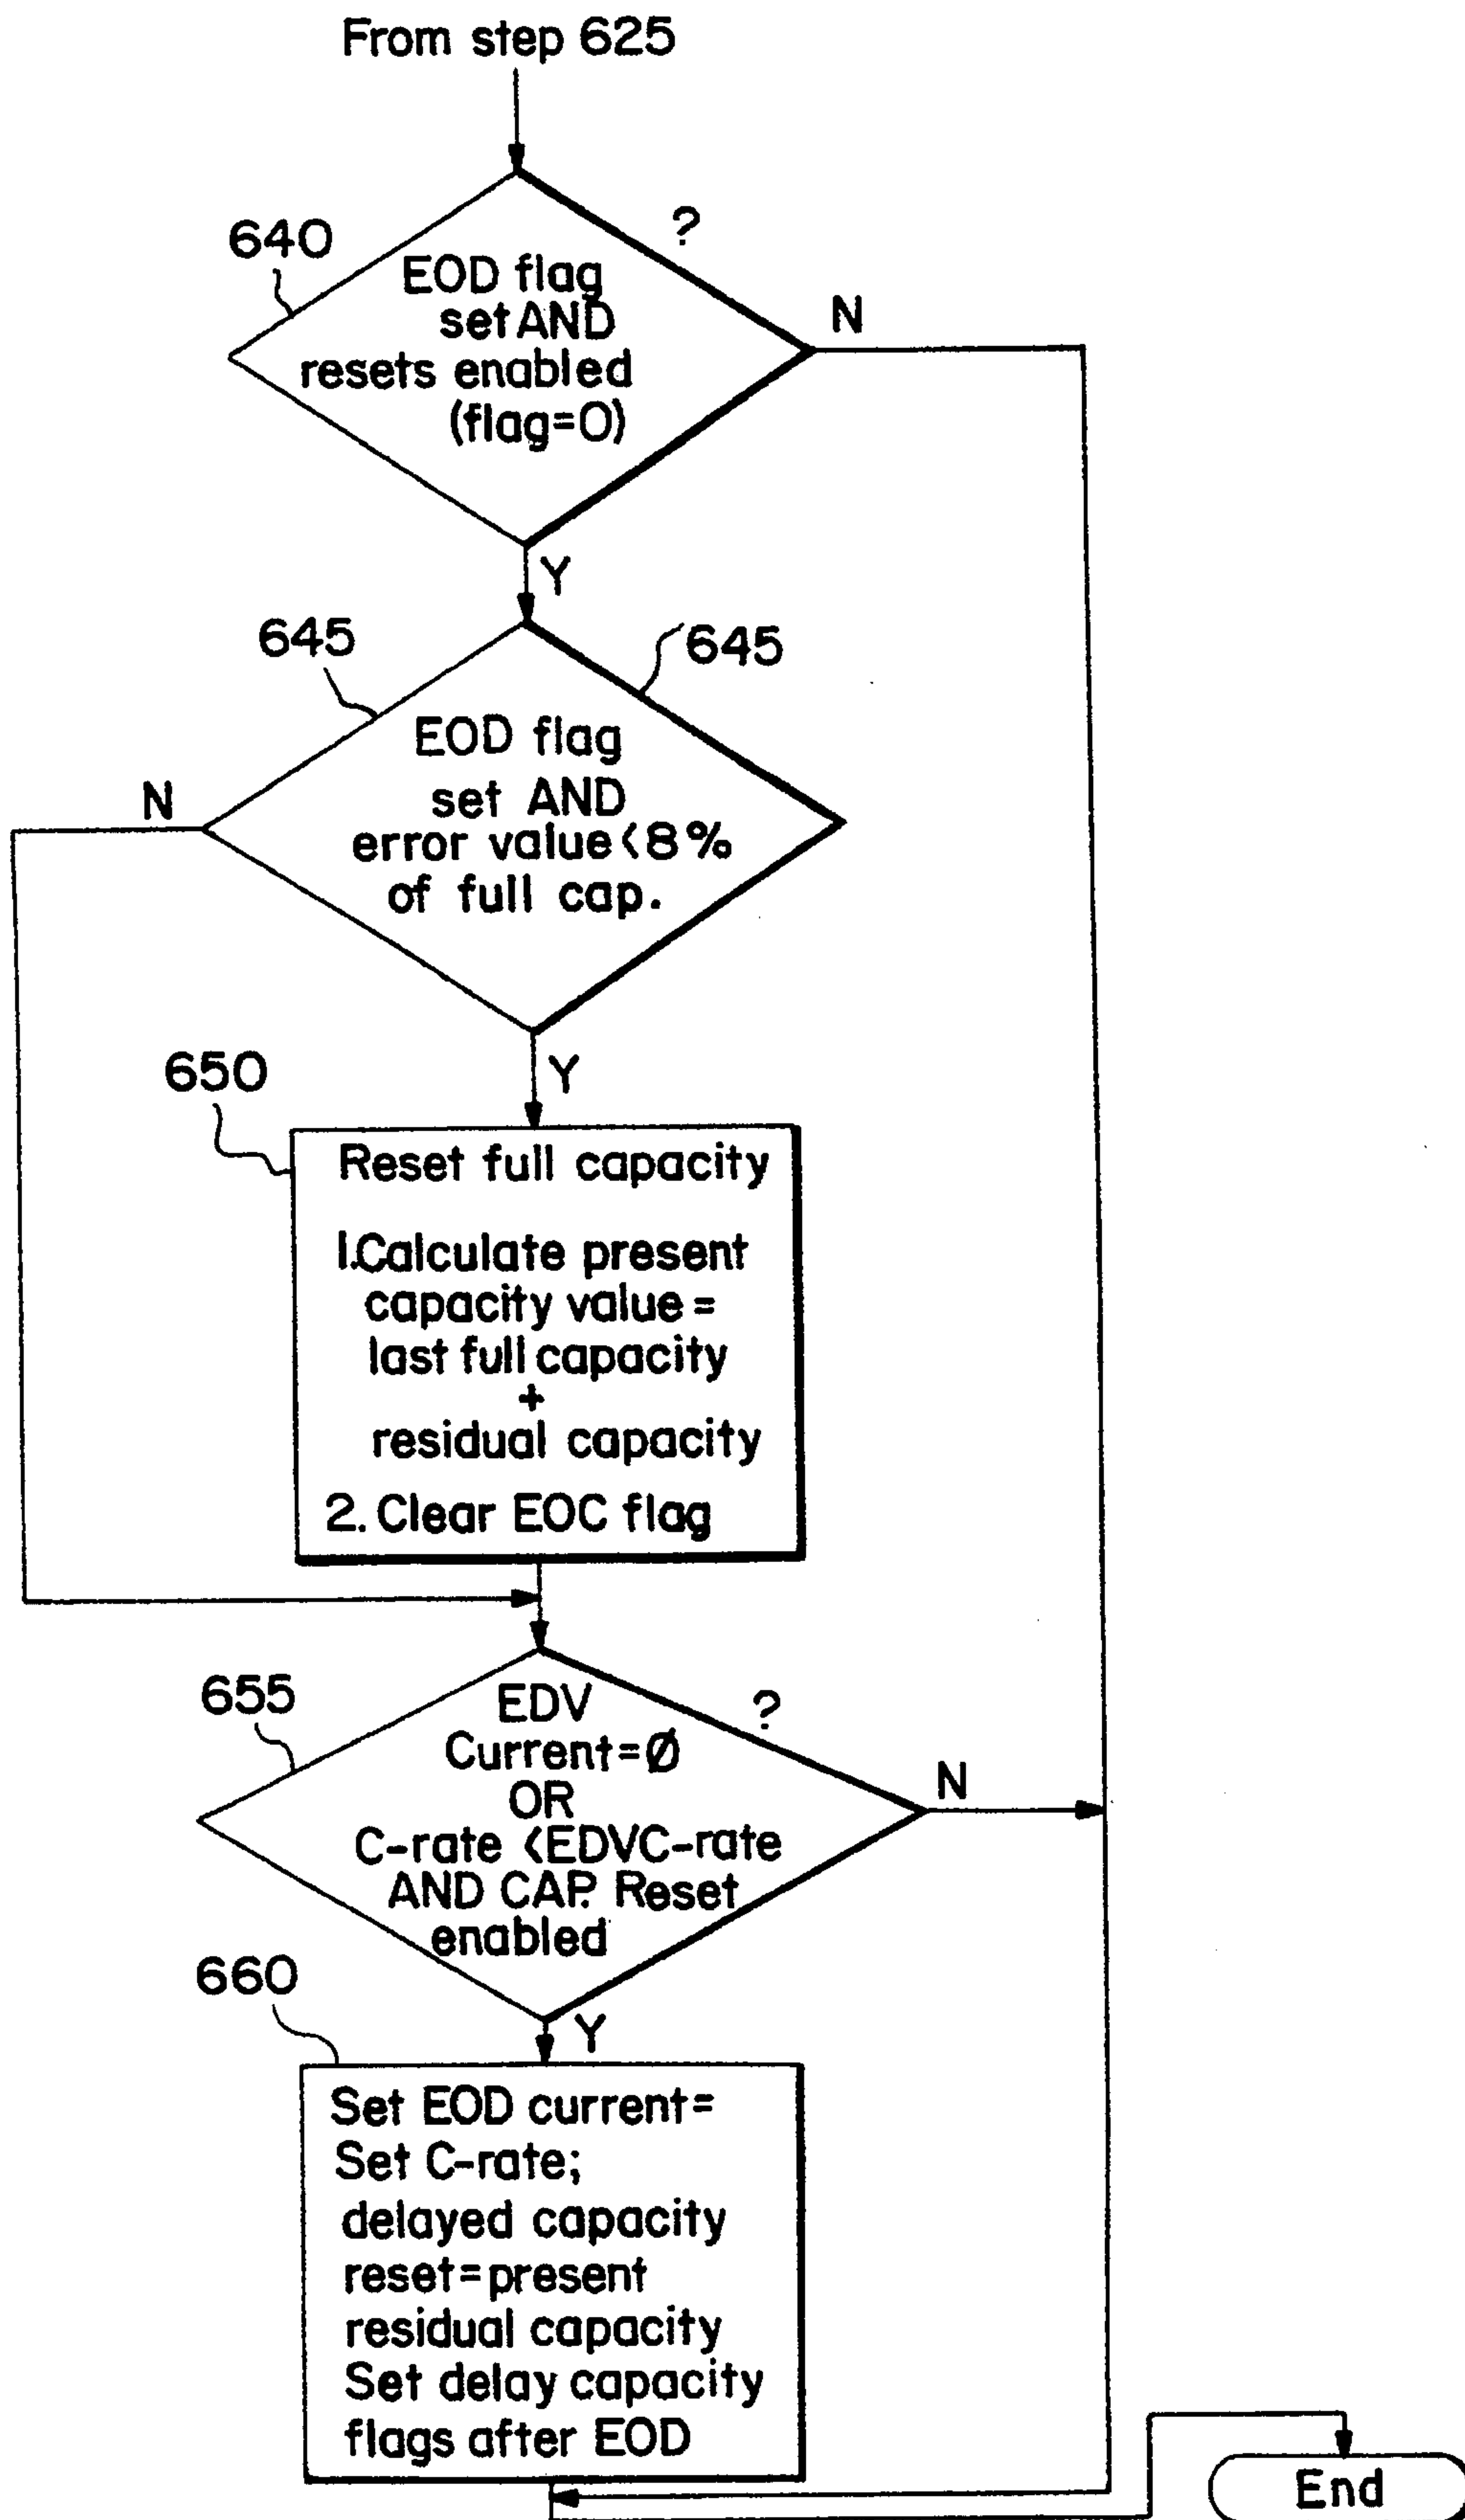 From step 625
640
?
EOD flag
set AND
resets enabled
(flag=0)
N
Y
645
645
EOD flag
set AND
error value<8%
of full cap.
N
Y
650
Reset full capacity
1.Calculate present
capacity value=
last full capacity
+
residual capacity
2. Clear EOC flag
655
?
EDV
Current=Ø
OR
C-rate <EDVC-rate
AND CAP. Reset
enabled
N
660
Y
Set EOD current=
Set C-rate;
delayed capacity
reset=present
residual capacity
Set delay capacity
flags after EOD
End